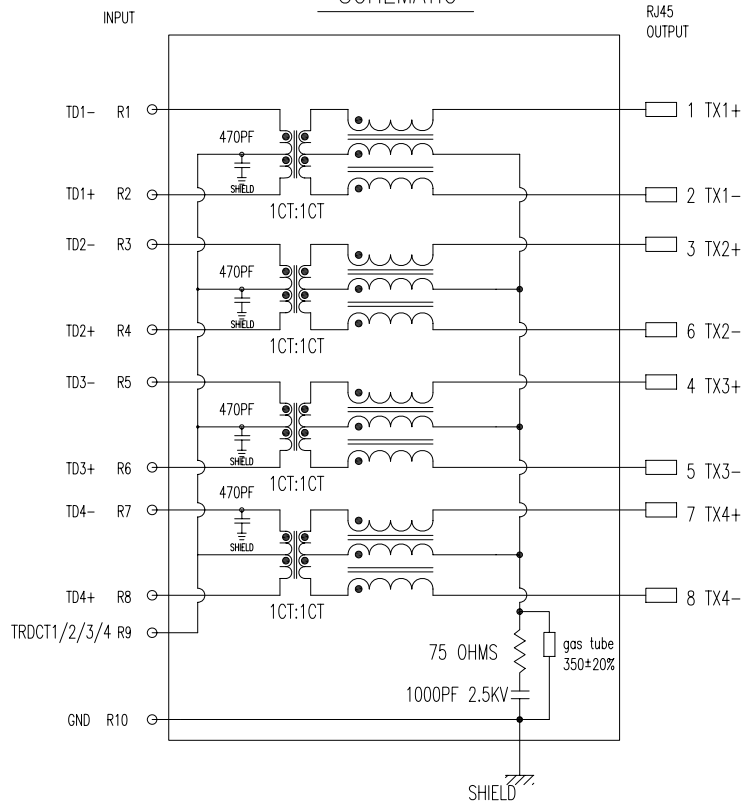 SCHEMATIC
INPUT
RJ45
OUTPUT
TD1- R1
1 TX1+
470PF
SHIELD
TD1+ R2
2 TX1-
1CT:1CT
TD2- R3
3 TX2+
470PF
SHIELD
TD2+ R4
6 TX2-
1CT:1CT
TD3- R5
4 TX3+
470PF
SHIELD
TD3+ R6
5 TX3-
1CT:1CT
470PF
TD4- R7
7 TX4+
SHIELD
TD4+ R8
8 TX4-
1CT:1CT
TRDCT1/2/3/4 R9
75 OHMS
gas tube
350±20%
1000PF 2.5KV
GND R10
SHIELD